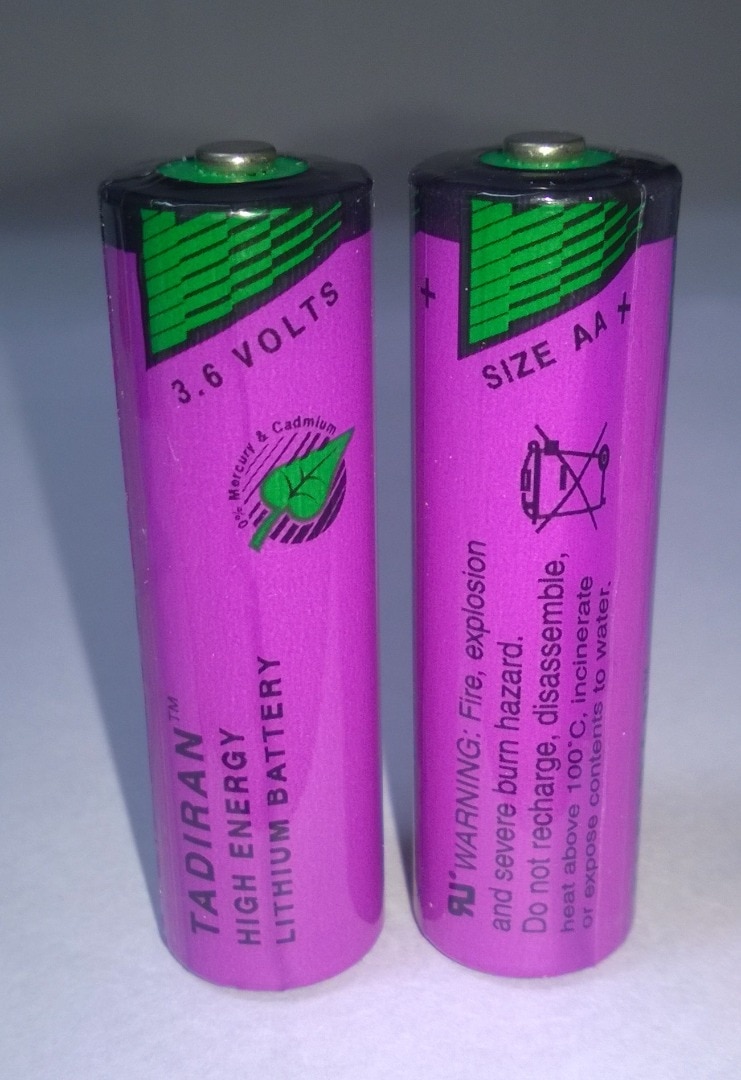 3.6 VOLTS
0% Mercury & Cadmium
TADIRAN™
HIGH ENERGY
LITHIUM BATTERY
+
SIZE AA +
WARNING: Fire, explosion
and severe burn hazard.
Do not recharge, disassemble,
heat above 100°C, incinerate
or expose contents to water.